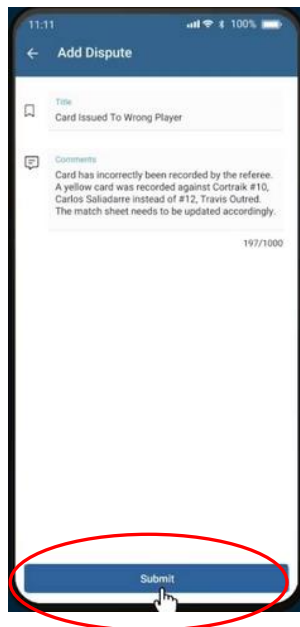 11:11 100%
Add Dispute
Title
Card Issued To Wrong Player
Comments
Card has incorrectly been recorded by the referee.
A yellow card was recorded against Cortraik #10,
Carlos Saliadarre instead of #12, Travis Outred.
The match sheet needs to be updated accordingly.
197/1000
Submit